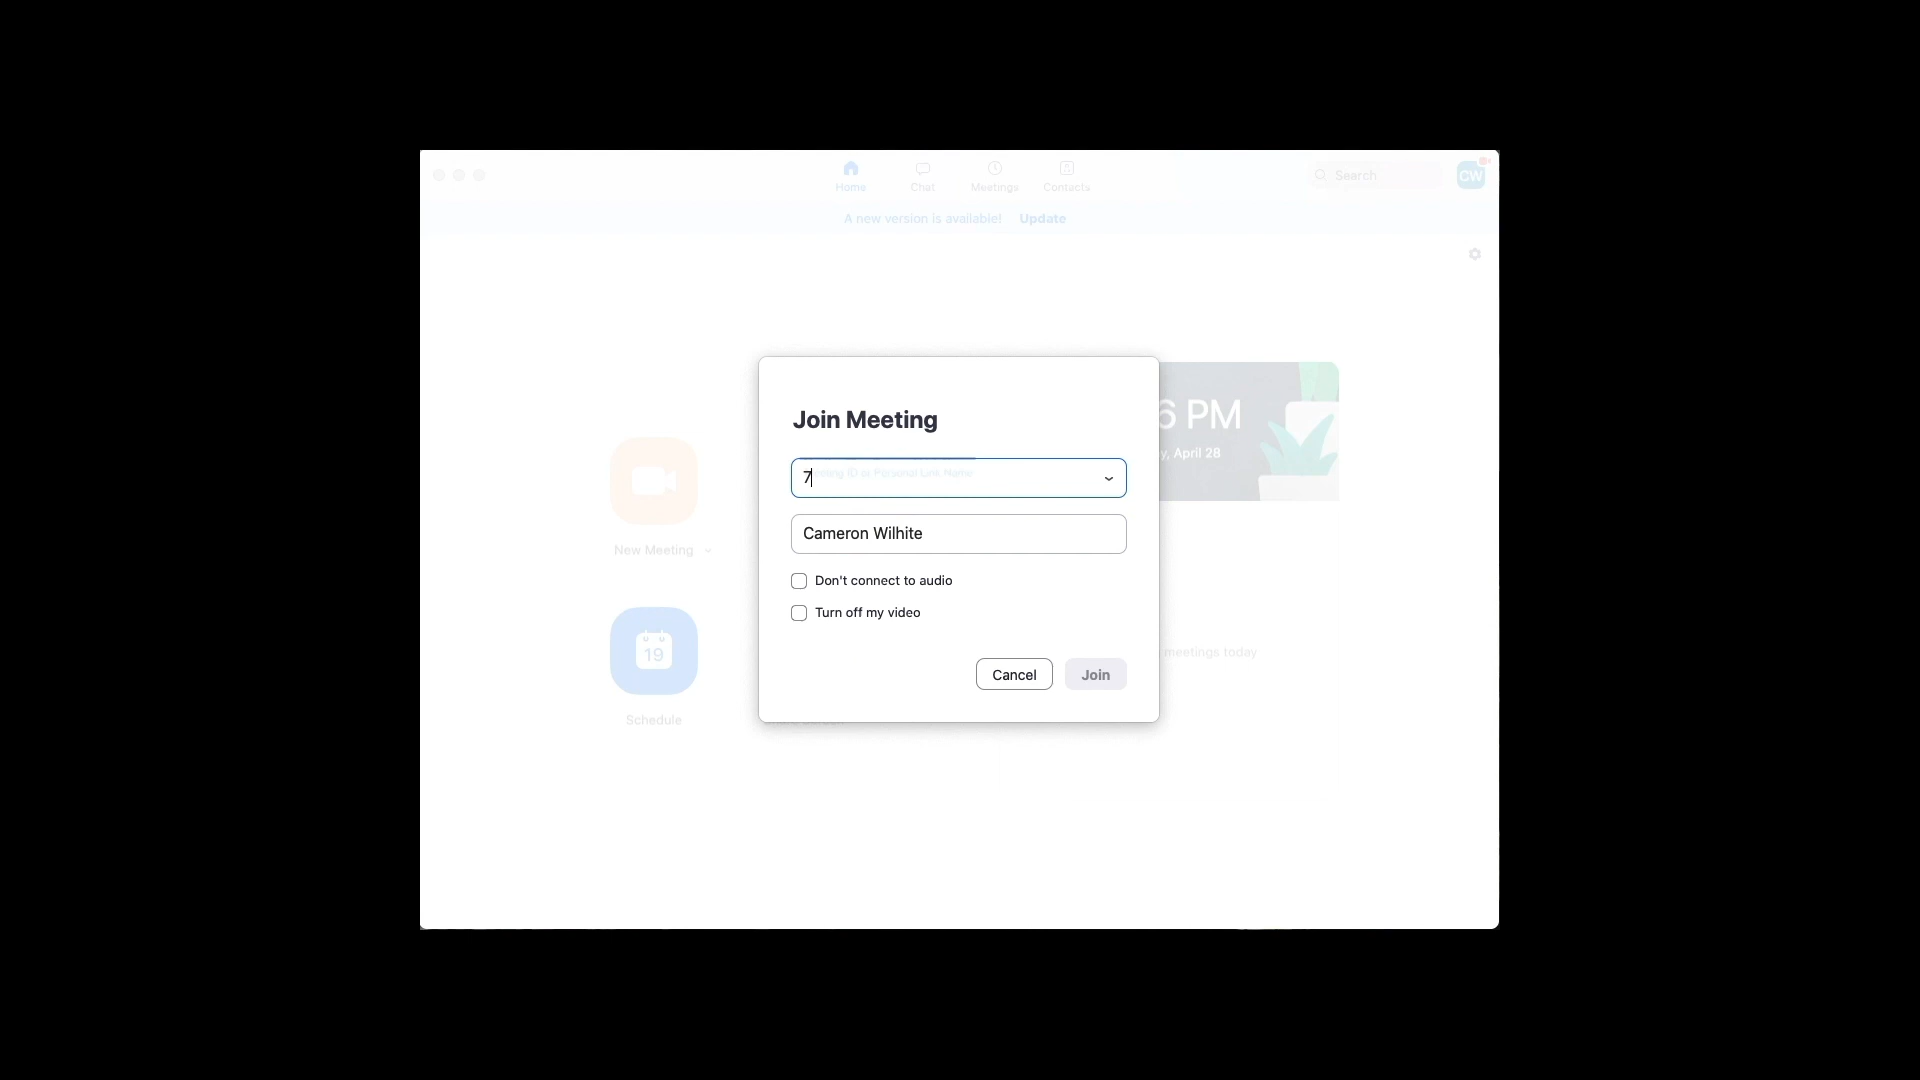 Home
Chat
Meetings
Contacts
Search
CW
A new version is available! Update
Join Meeting
7
Meeting ID or Personal Link Name
Cameron Wilhite
Don't connect to audio
Turn off my video
Cancel
Join
6 PM
April 28
New Meeting
19
Schedule
meetings today